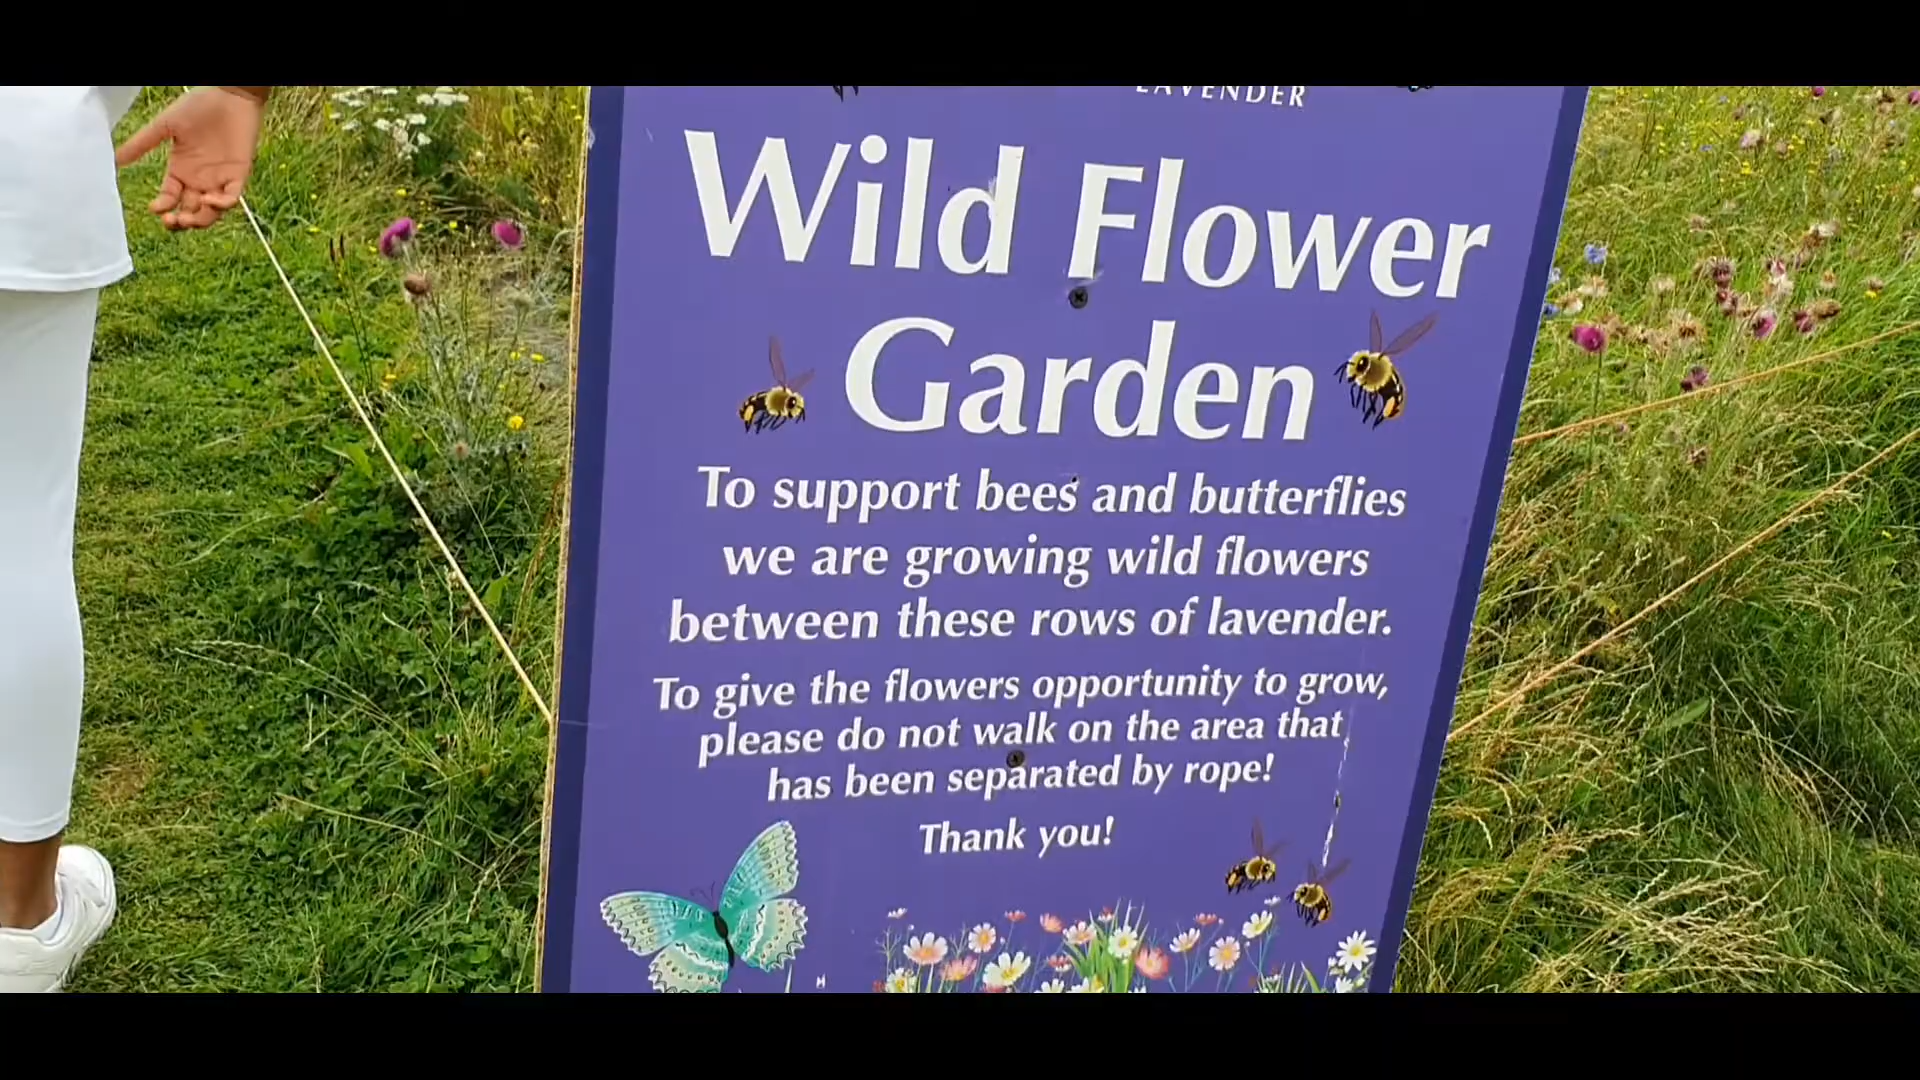 LAVENDER
Wild Flower
Garden
To support bees and butterflies
we are growing wild flowers
between these rows of lavender.
To give the flowers opportunity to grow,
please do not walk on the area that
has been separated by rope!
Thank you!